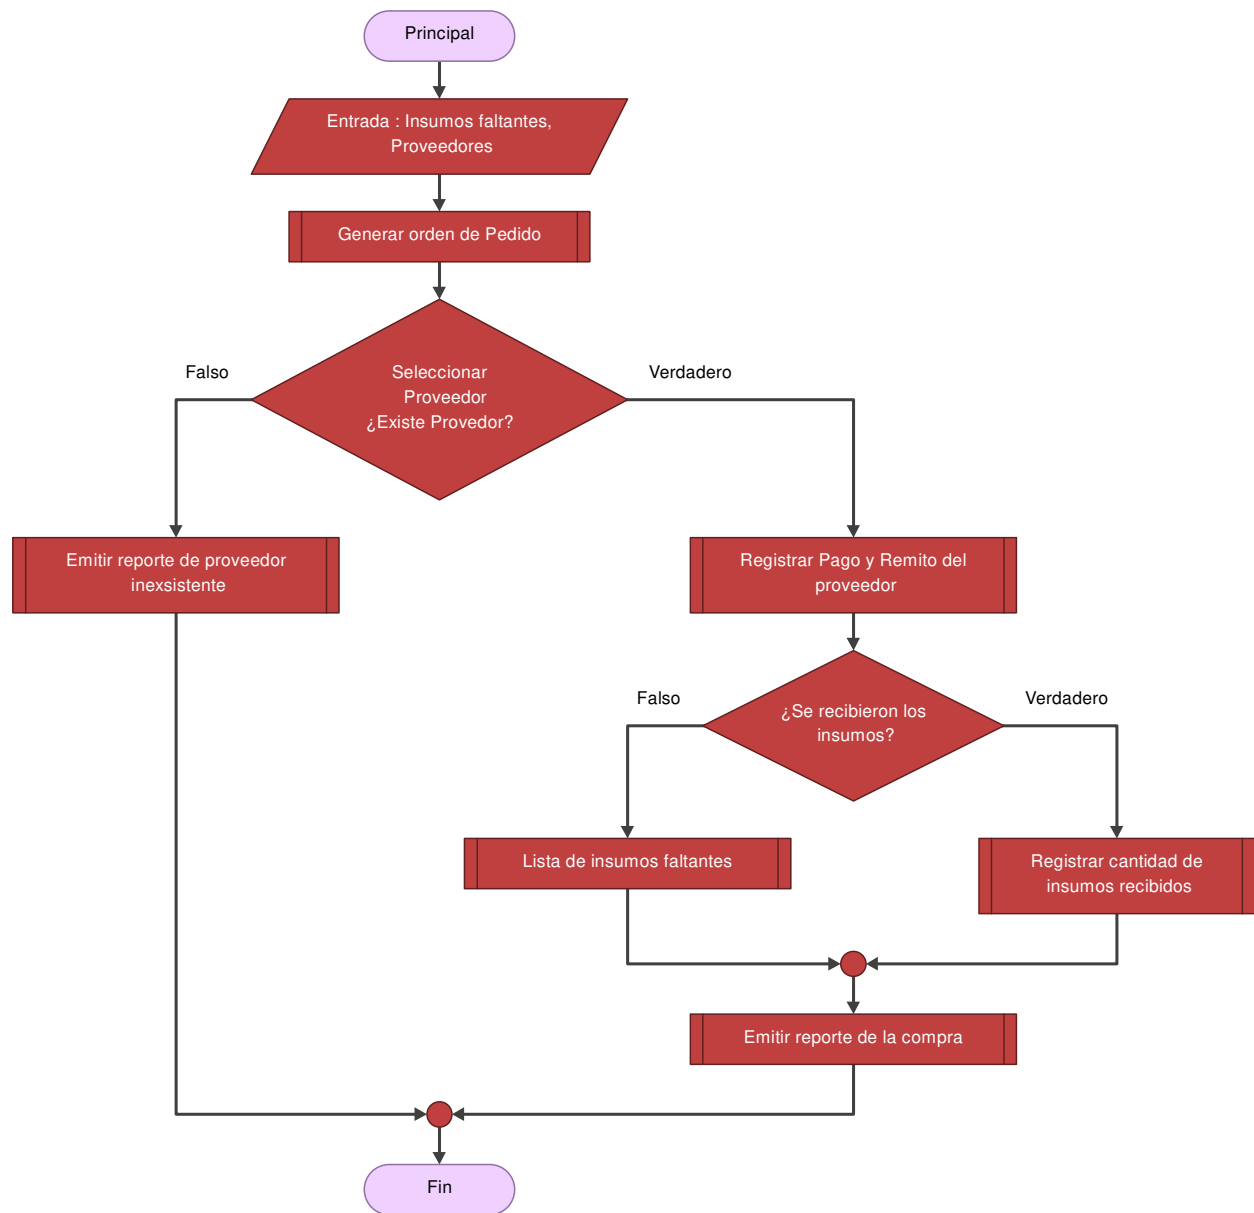 Principal
Entrada : Insumos faltantes,
Proveedores
Generar orden de Pedido
Falso
Seleccionar
Proveedor
¿Existe Provedor?
Verdadero
Emitir reporte de proveedor
inexsistente
Registrar Pago y Remito del
proveedor
Falso
¿Se recibieron los
insumos?
Verdadero
Lista de insumos faltantes
Registrar cantidad de
insumos recibidos
Emitir reporte de la compra
Fin